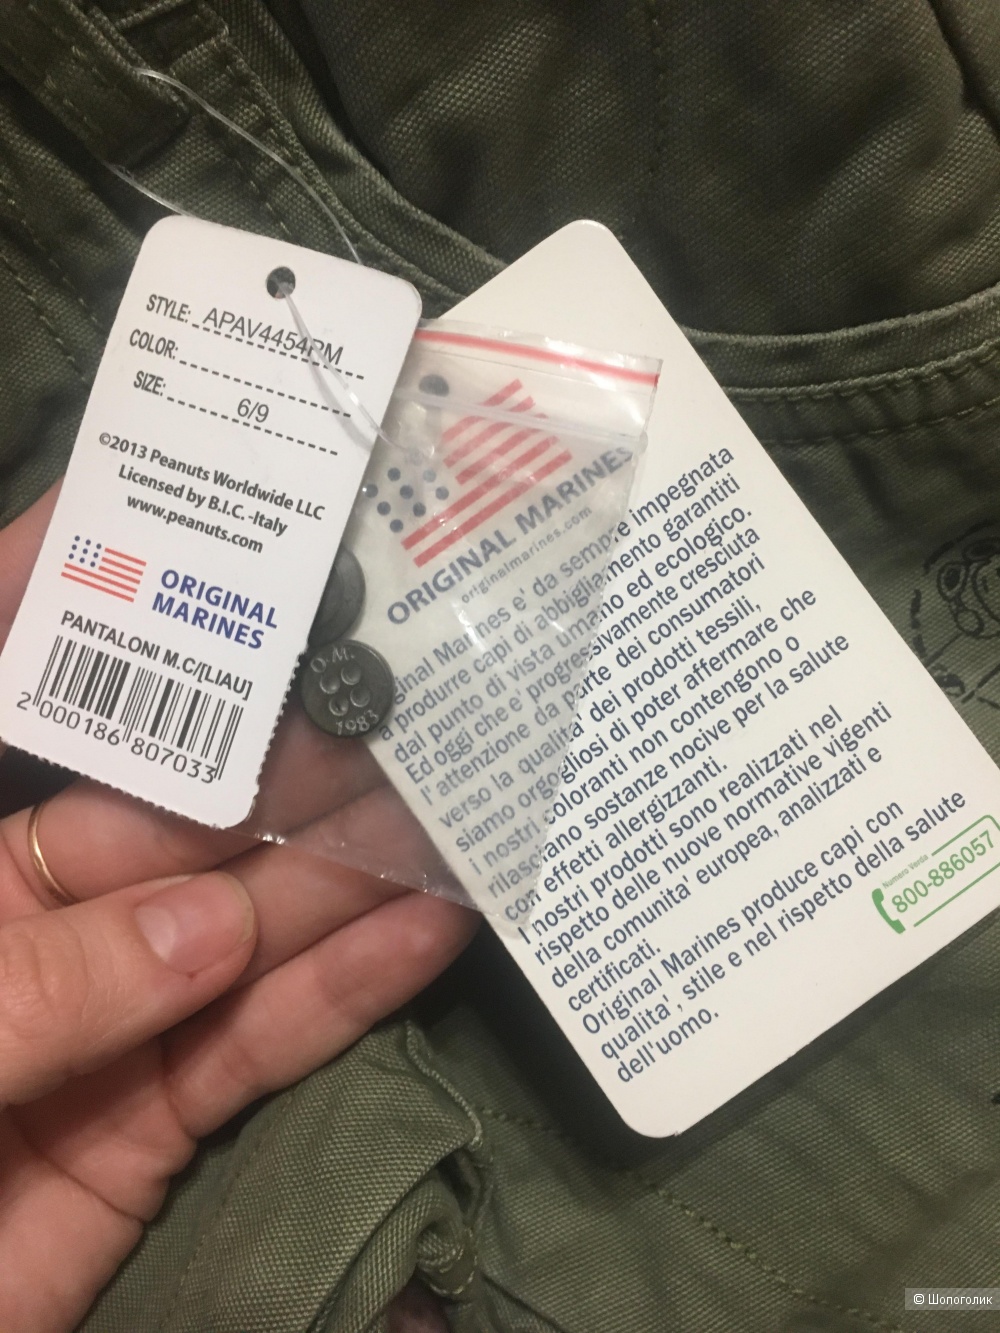 STYLE: APAV4454PM
COLOR:
SIZE: 6/9
©2013 Peanuts Worldwide LLC
Licensed by B.I.C. -Italy
www.peanuts.com
ORIGINAL
MARINES
PANTALONI M.C/[LIAU]
2 000186 807033
O.M.
1983
ORIGINAL MARINES
originalmarines.com
Original Marines e' da sempre impegnata
a produrre capi di abbigliamento garantiti
dal punto di vista umano ed ecologico.
Ed oggi che e' progressivamente cresciuta
l'attenzione da parte dei consumatori
verso la qualita' dei prodotti tessili,
siamo orgogliosi di poter affermare che
i nostri coloranti non contengono o
rilasciano sostanze nocive per la salute
con effetti allergizzanti.
I nostri prodotti sono realizzati nel
rispetto delle nuove normative vigenti
della comunita' europea, analizzati e
certificati.
Original Marines produce capi con
qualita', stile e nel rispetto della salute
dell'uomo.
Numero Verde
800-886057
© Шопоголик